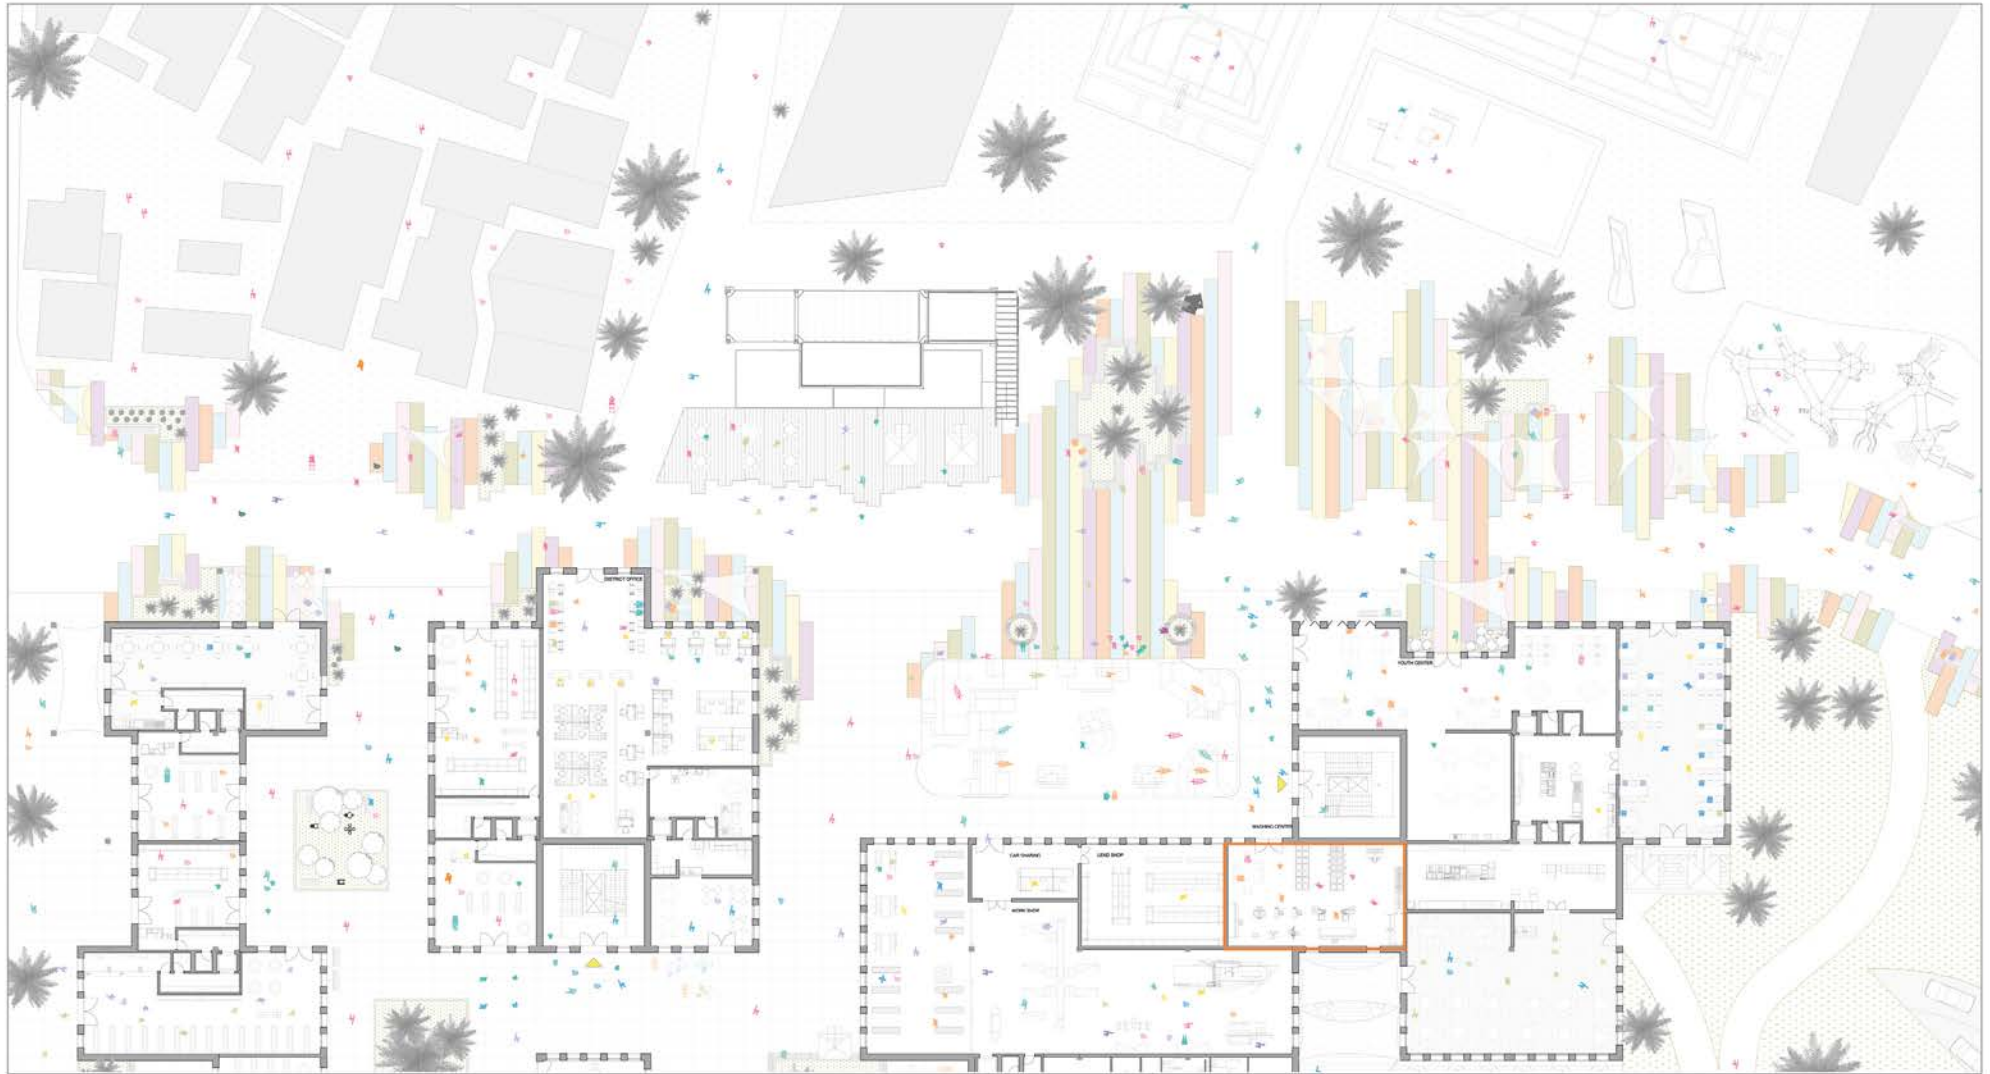 DISTRICT OFFICE
YOUTH CENTER
WASHING CENTER
CAR SHARING
LEND SHOP
WORK SHOP